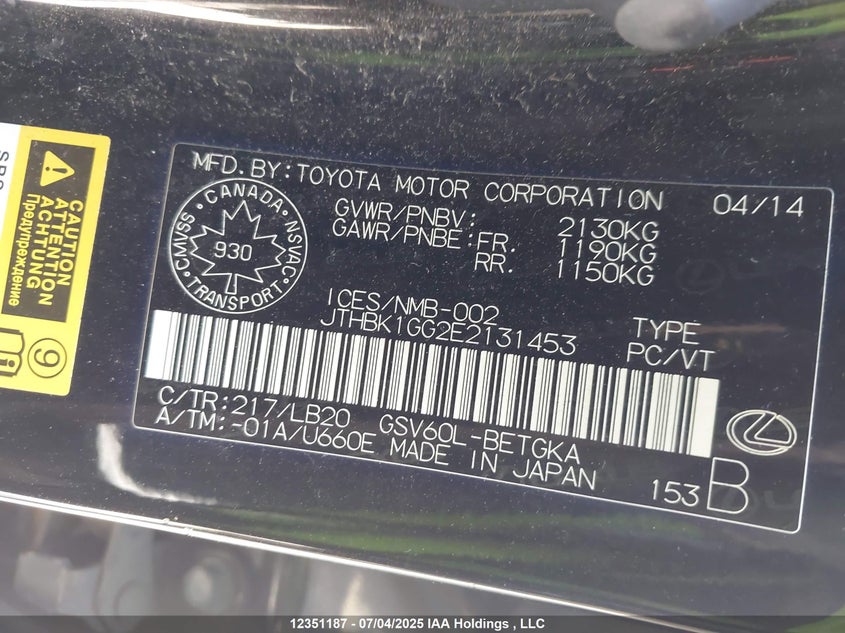 MFD.BY:TOYOTA MOTOR CORPORATION 04/14
GVWR/PNBV: 2130KG
GAWR/PNBE:FR. 1190KG
RR. 1150KG
CANADA
CMVSS NSVAC
930
TRANSPORT
ICES/NMB-002
JTHBK1GG2E2131453
TYPE
PC/VT
C/TR:217/LB20 GSV60L-BETGKA
A/TM:-01A/U660E MADE IN JAPAN
153 B
CAUTION
ATTENTION
ACHTUNG
Предупреждение
9
12351187 - 07/04/2025 IAA Holdings , LLC